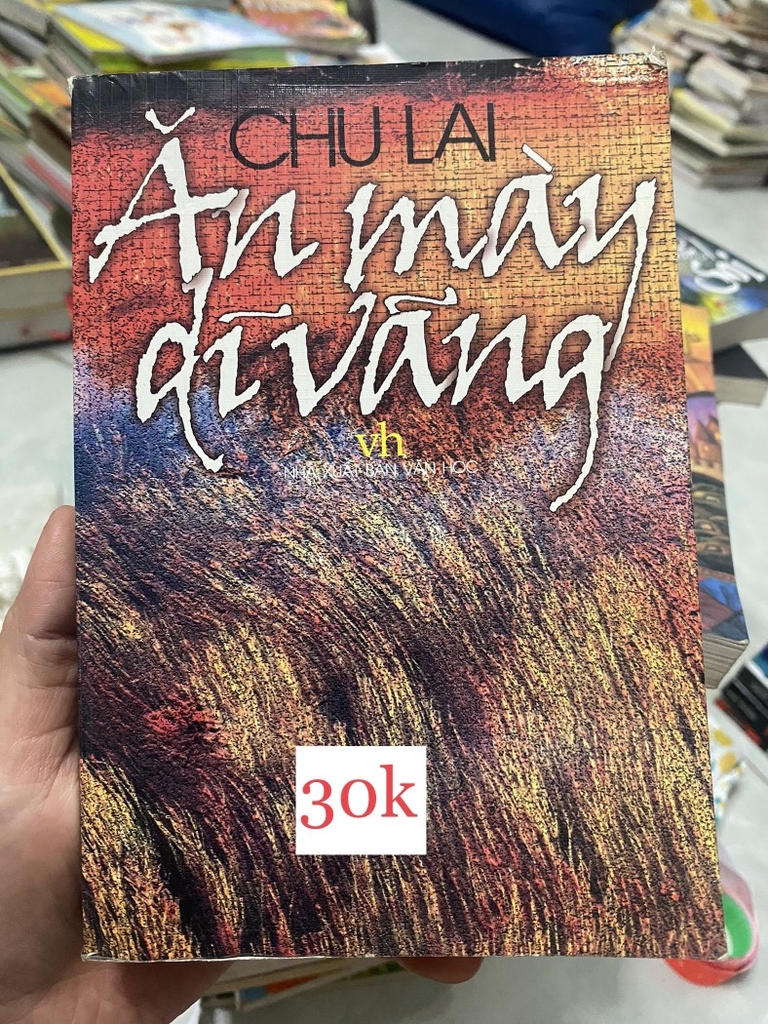 CHU LAI
Ăn mày
dĩ vãng
vh
NHÀ XUẤT BẢN VĂN HỌC
30k